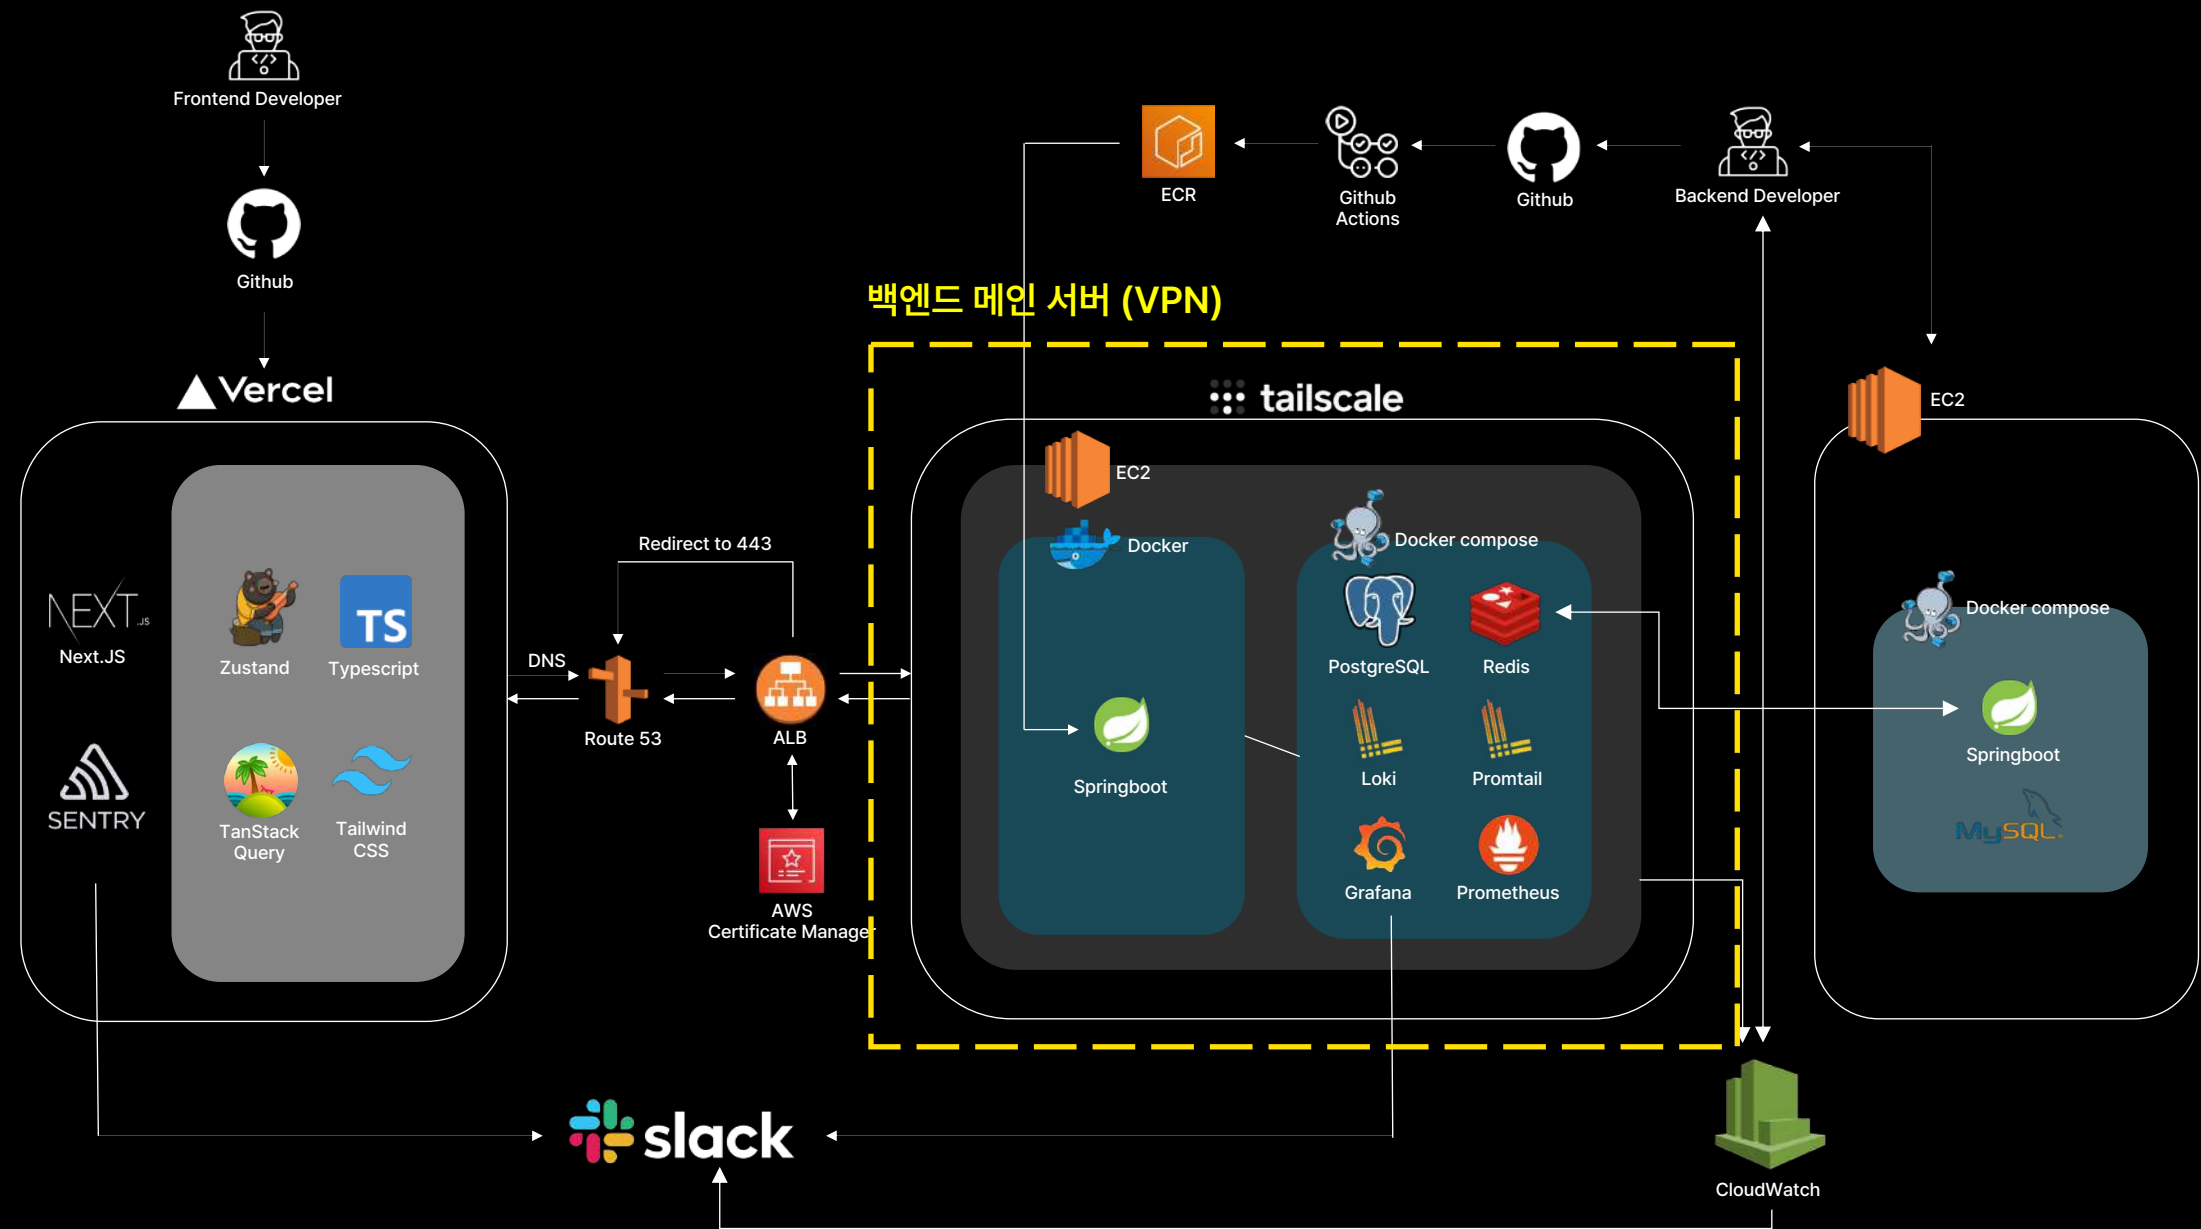 Frontend Developer
Github
Vercel
NEXT
.JS
Next.JS
SENTRY
Zustand
TS
Typescript
TanStack
Query
Tailwind
CSS
DNS
Redirect to 443
Route 53
ALB
AWS
Certificate Manager
ECR
Github
Actions
Github
Backend Developer
백엔드 메인 서버 (VPN)
tailscale
EC2
Docker
Springboot
Docker compose
PostgreSQL
Redis
Loki
Promtail
Grafana
Prometheus
EC2
Docker compose
Springboot
MySQL
slack
CloudWatch